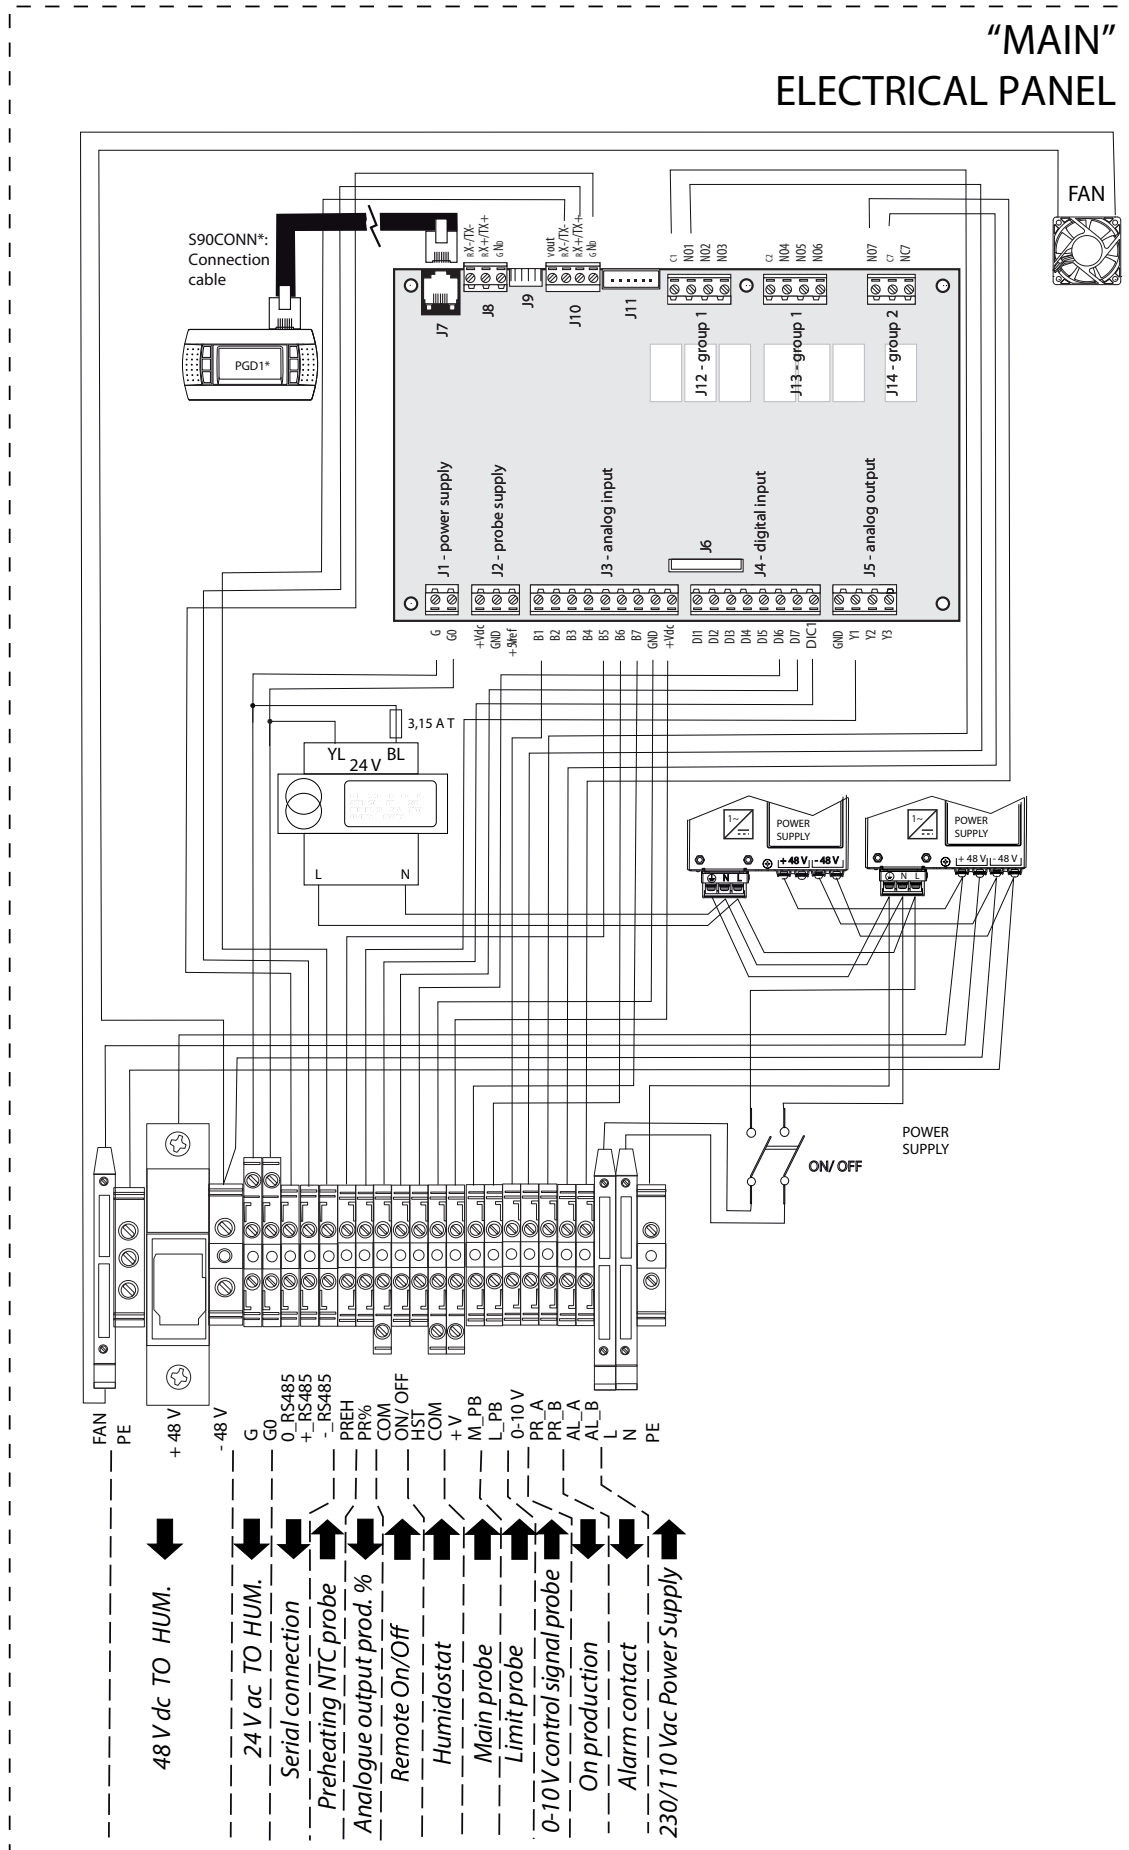 “MAIN”
ELECTRICAL PANEL
FAN
S90CONN*:
Connection
cable
PGD1*
RX-/TX-
RX+/TX+
GND
Vout
RX-/TX-
RX+/TX+
GND
C1
NO1
NO2
NO3
C2
NO4
NO5
NO6
NO7
C7
NC7
J7
J8
J9
J10
J11
J12 - group 1
J13 - group 1
J14 - group 2
J1 - power supply
J2 - probe supply
J3 - analog input
J6
J4 - digital input
J5 - analog output
G
G0
+Vdc
GND
+5Vref
B1
B2
B3
B4
B5
B6
B7
GND
+Vdc
DI1
DI2
DI3
DI4
DI5
DI6
DI7
DIC1
GND
Y1
Y2
Y3
3,15 A T
YL
BL
24 V
L
N
1~
POWER
SUPPLY
+ 48 V
- 48 V
N
L
1~
POWER
SUPPLY
+ 48 V
- 48 V
N
L
POWER
SUPPLY
ON/ OFF
FAN
PE
+ 48 V
- 48 V
G
G0
0_RS485
+_RS485
-_RS485
PREH
PR%
COM
ON/ OFF
HST
COM
+ V
M_PB
L_PB
0-10 V
PR_A
PR_B
AL_A
AL_B
L
N
PE
48 V dc TO HUM.
24 V ac TO HUM.
Serial connection
Preheating NTC probe
Analogue output prod. %
Remote On/Off
Humidostat
Main probe
Limit probe
0-10 V control signal probe
On production
Alarm contact
230/110 Vac Power Supply